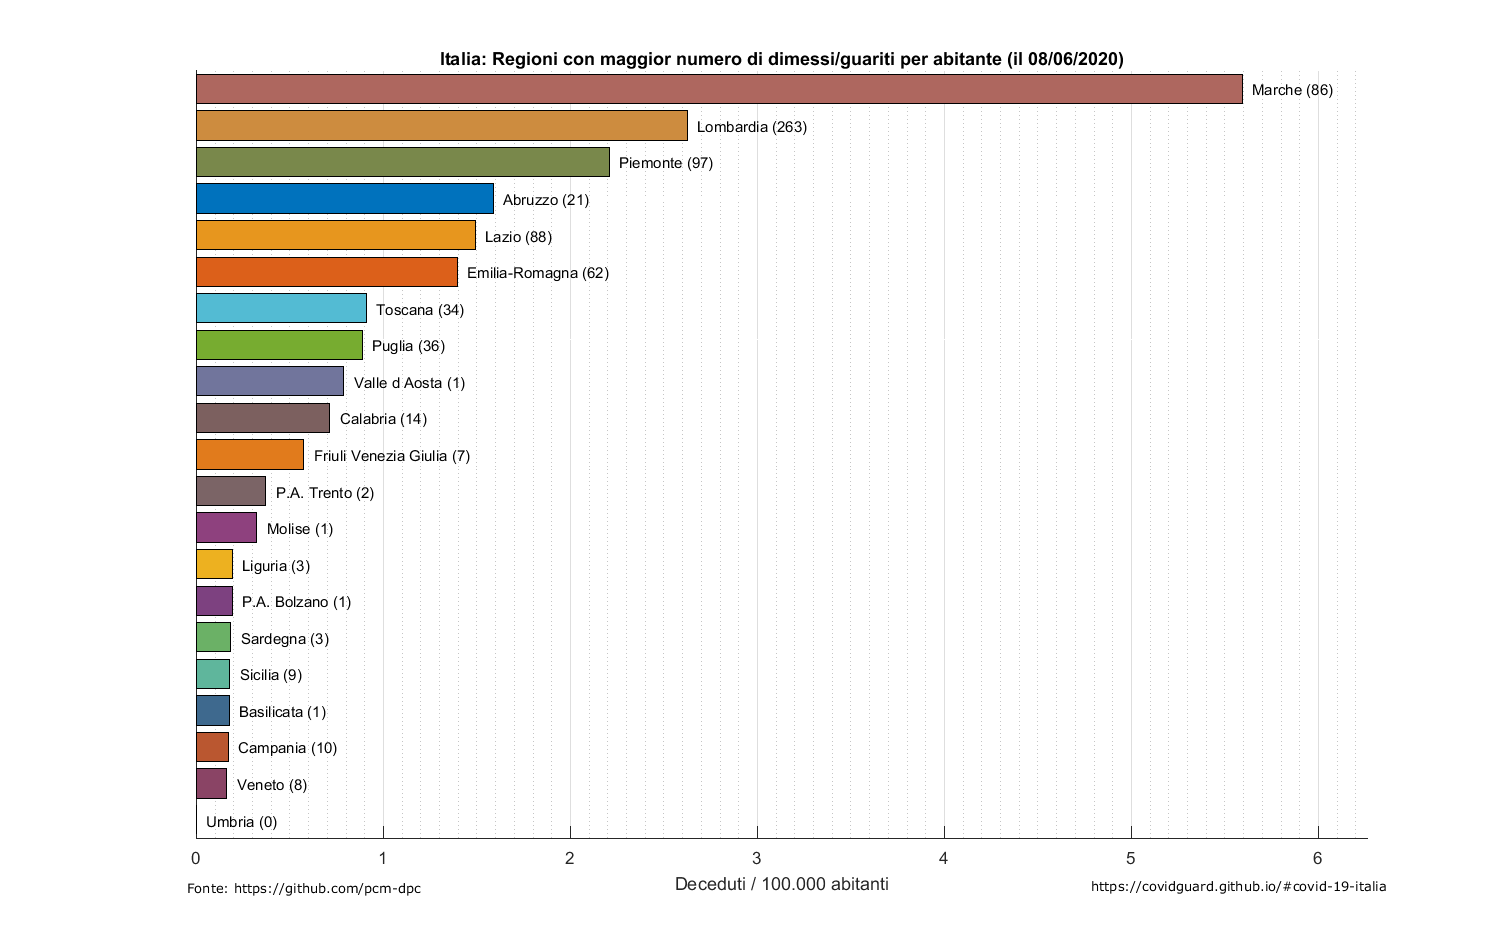 Italia: Regioni con maggior numero di dimessi/guariti per abitante (il 08/06/2020)
Marche (86)
Lombardia (263)
Piemonte (97)
Abruzzo (21)
Lazio (88)
Emilia-Romagna (62)
Toscana (34)
Puglia (36)
Valle d Aosta (1)
Calabria (14)
Friuli Venezia Giulia (7)
P.A. Trento (2)
Molise (1)
Liguria (3)
P.A. Bolzano (1)
Sardegna (3)
Sicilia (9)
Basilicata (1)
Campania (10)
Veneto (8)
Umbria (0)
0 1 2 3 4 5 6
Deceduti / 100.000 abitanti
Fonte: https://github.com/pcm-dpc
https://covidguard.github.io/#covid-19-italia